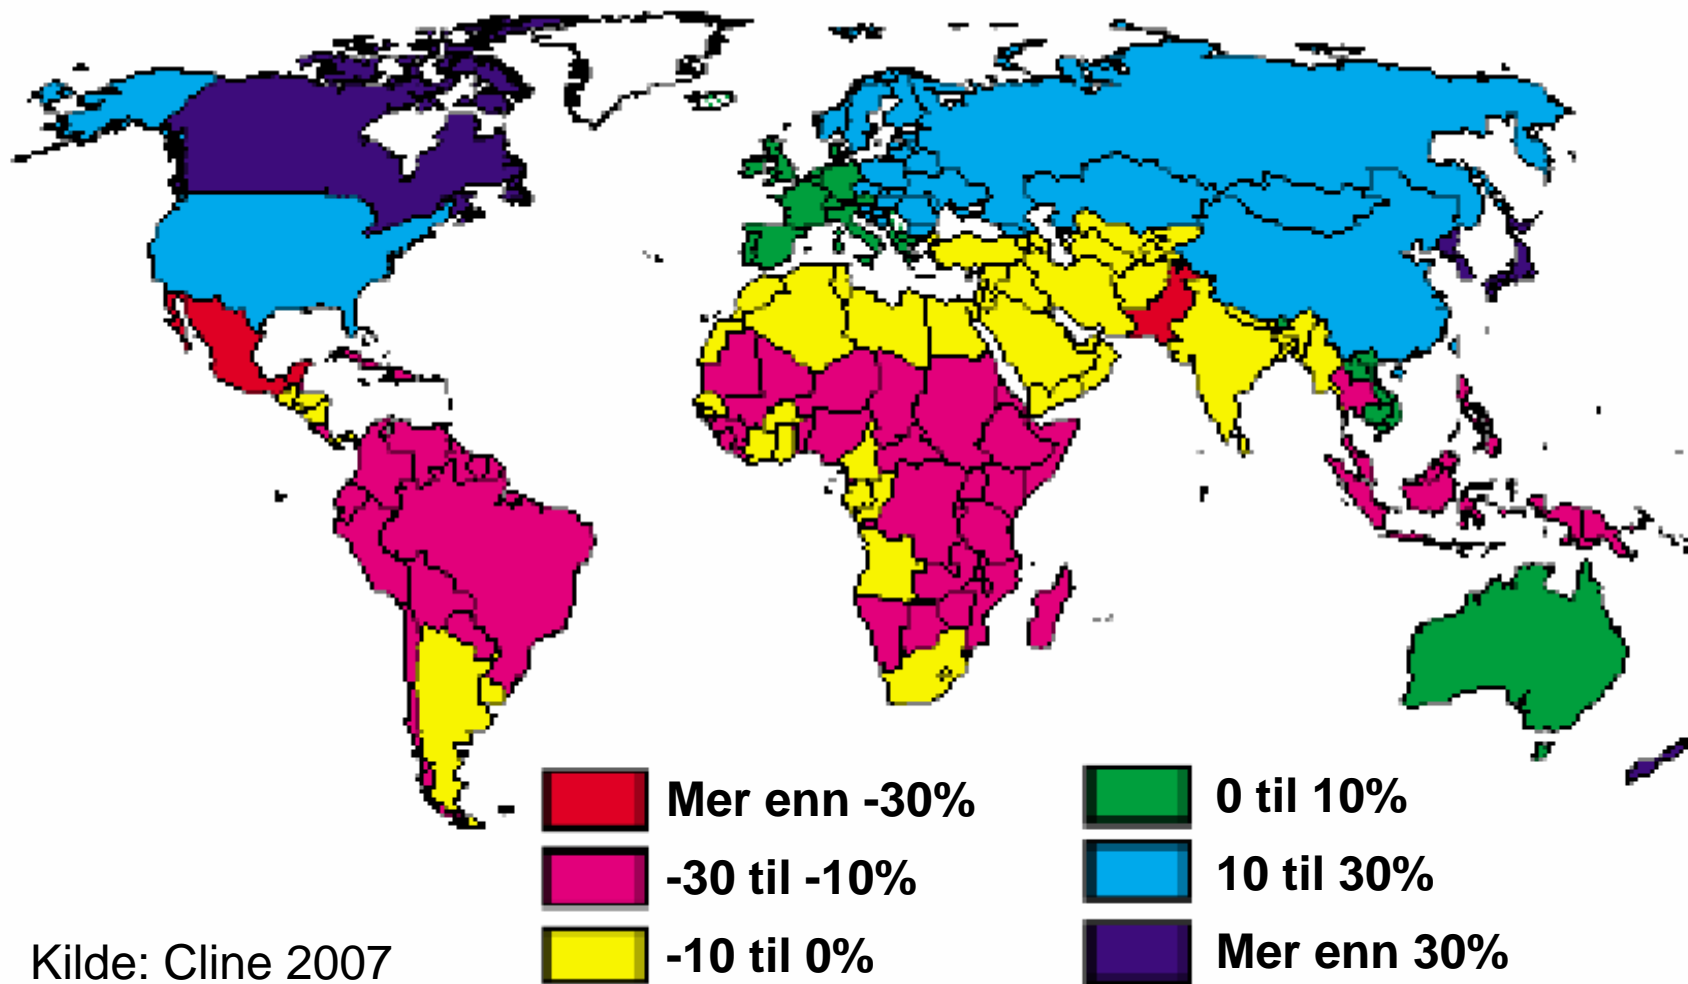 Mer enn -30%
-30 til -10%
-10 til 0%
0 til 10%
10 til 30%
Mer enn 30%
Kilde: Cline 2007